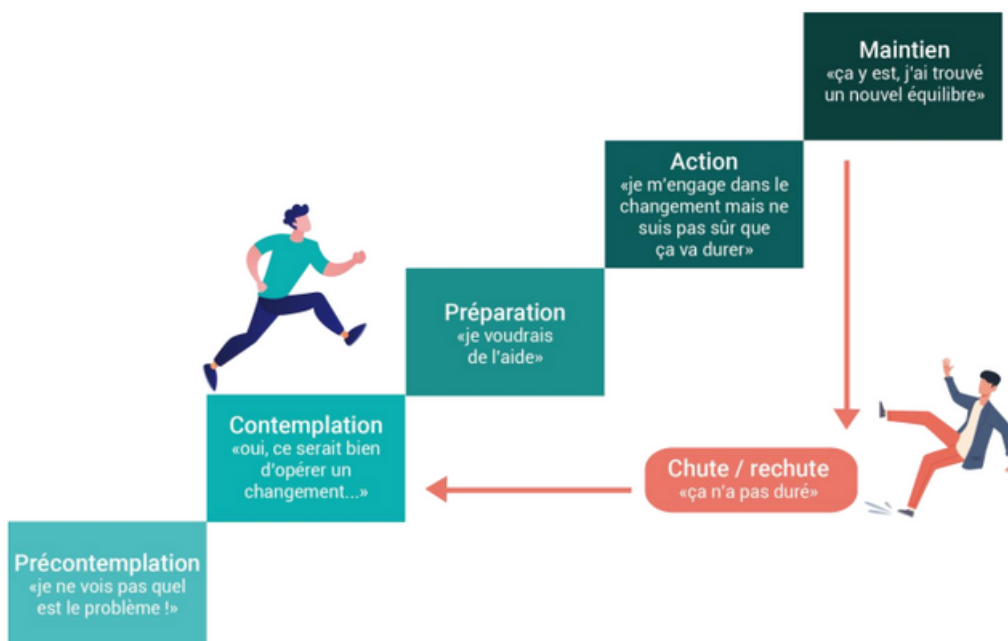 Maintien
«ça y est, j'ai trouvé
un nouvel équilibre»
Action
«je m'engage dans le
changement mais ne
suis pas sûr que
ça va durer»
Préparation
«je voudrais
de l'aide»
Contemplation
«oui, ce serait bien
d'opérer un
changement...»
Chute / rechute
«ça n'a pas duré»
Précontemplation
«je ne vois pas quel
est le problème !»